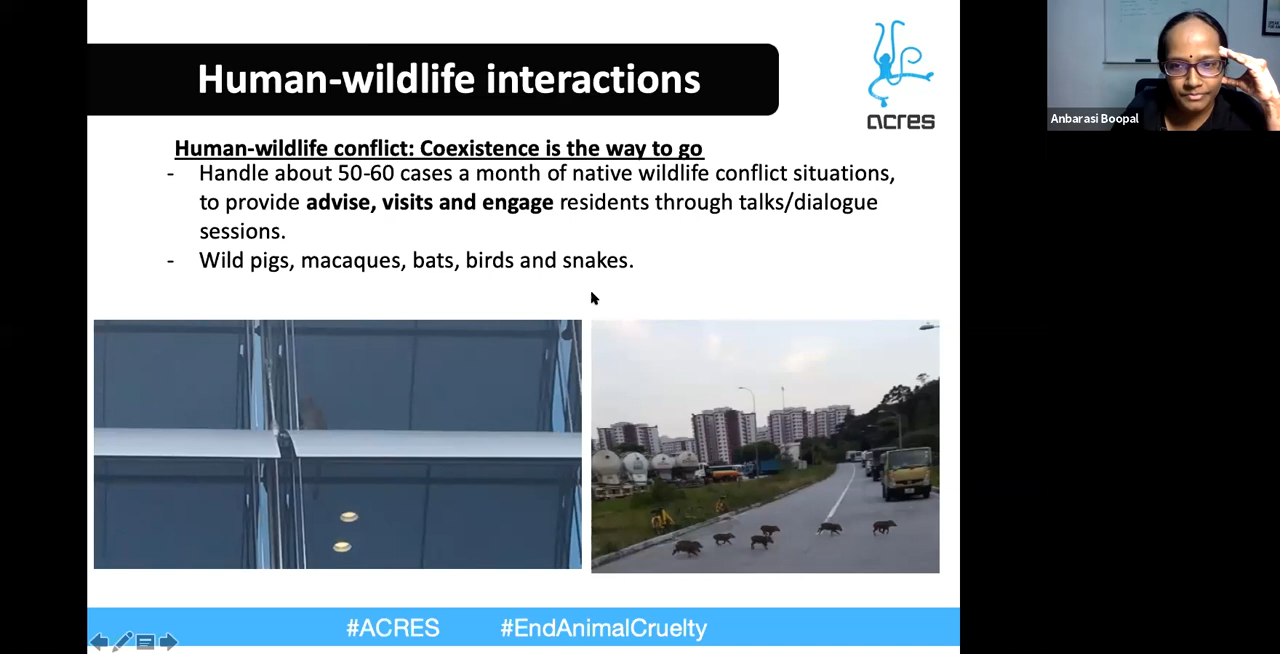 Human-wildlife interactions
acres
Human-wildlife conflict: Coexistence is the way to go
- Handle about 50-60 cases a month of native wildlife conflict situations,
to provide advise, visits and engage residents through talks/dialogue
sessions.
- Wild pigs, macaques, bats, birds and snakes.
#ACRES #EndAnimalCruelty
Anbarasi Boopal